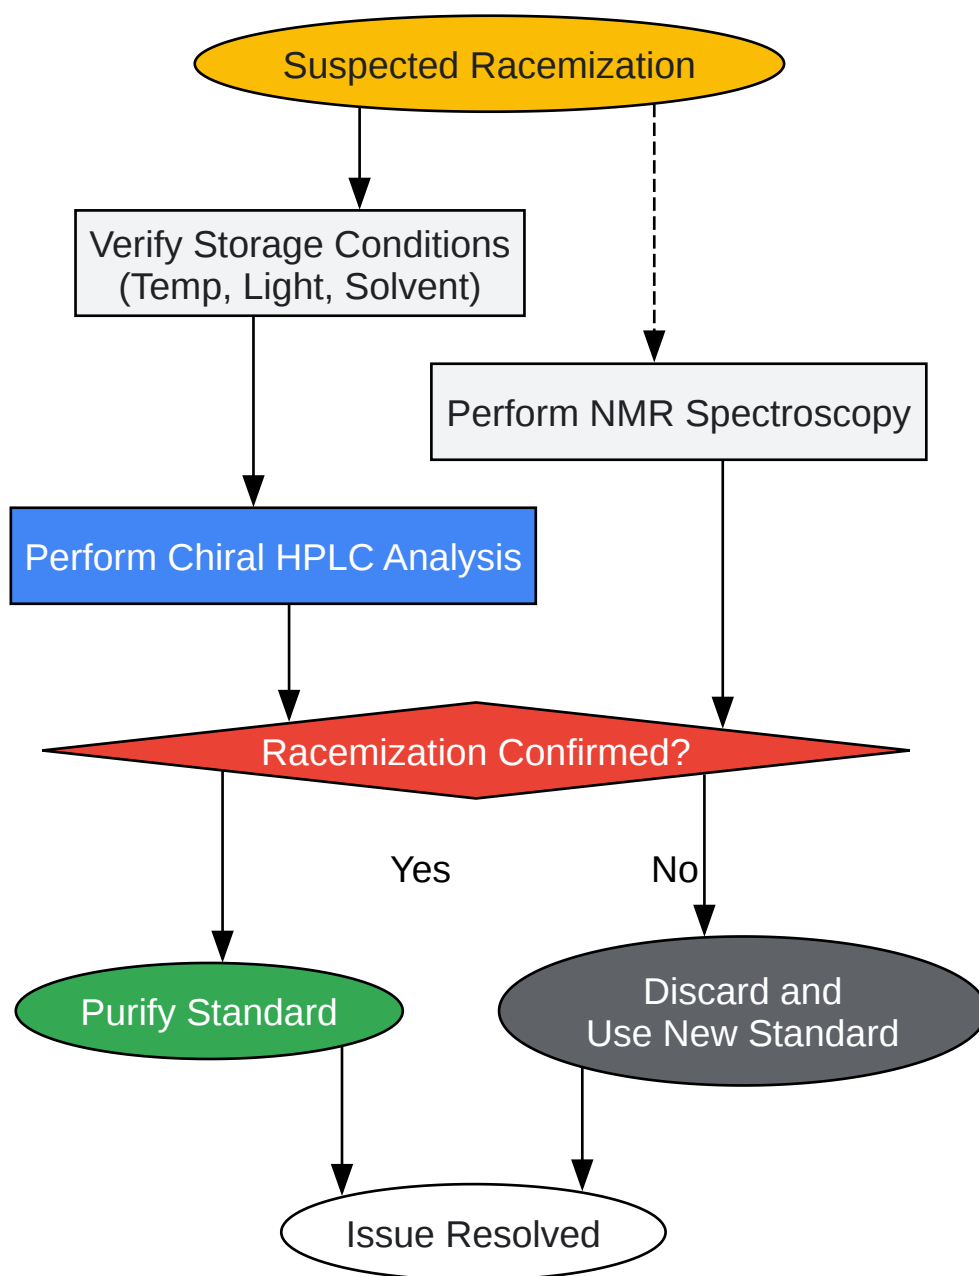 Suspected Racemization
Verify Storage Conditions
(Temp, Light, Solvent)
Perform NMR Spectroscopy
Perform Chiral HPLC Analysis
Racemization Confirmed?
Yes
No
Purify Standard
Discard and
Use New Standard
Issue Resolved